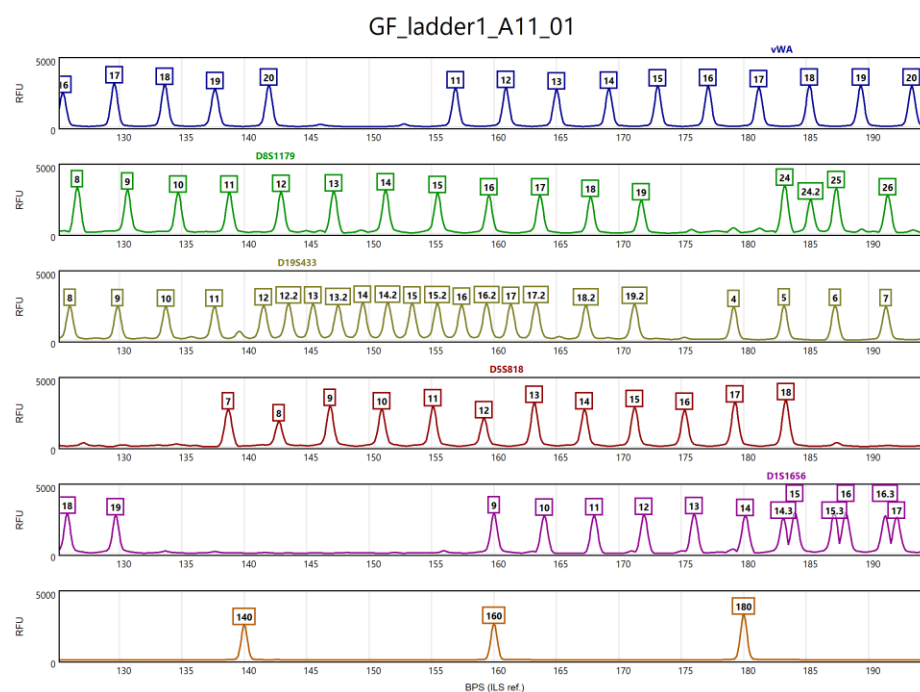 GF_ladder1_A11_01
vWA
5000
RFU
0
16 17 18 19 20 11 12 13 14 15 16 17 18 19 20
130 135 140 145 150 155 160 165 170 175 180 185 190
D8S1179
5000
RFU
0
8 9 10 11 12 13 14 15 16 17 18 19 24 24.2 25 26
130 135 140 145 150 155 160 165 170 175 180 185 190
D19S433
5000
RFU
0
8 9 10 11 12 12.2 13 13.2 14 14.2 15 15.2 16 16.2 17 17.2 18.2 19.2 4 5 6 7
130 135 140 145 150 155 160 165 170 175 180 185 190
D5S818
5000
RFU
0
7 8 9 10 11 12 13 14 15 16 17 18
130 135 140 145 150 155 160 165 170 175 180 185 190
D1S1656
5000
RFU
0
18 19 9 10 11 12 13 14 14.3 15 15.3 16 16.3 17
130 135 140 145 150 155 160 165 170 175 180 185 190
5000
RFU
0
140 160 180
130 135 140 145 150 155 160 165 170 175 180 185 190
BPS (ILS ref.)